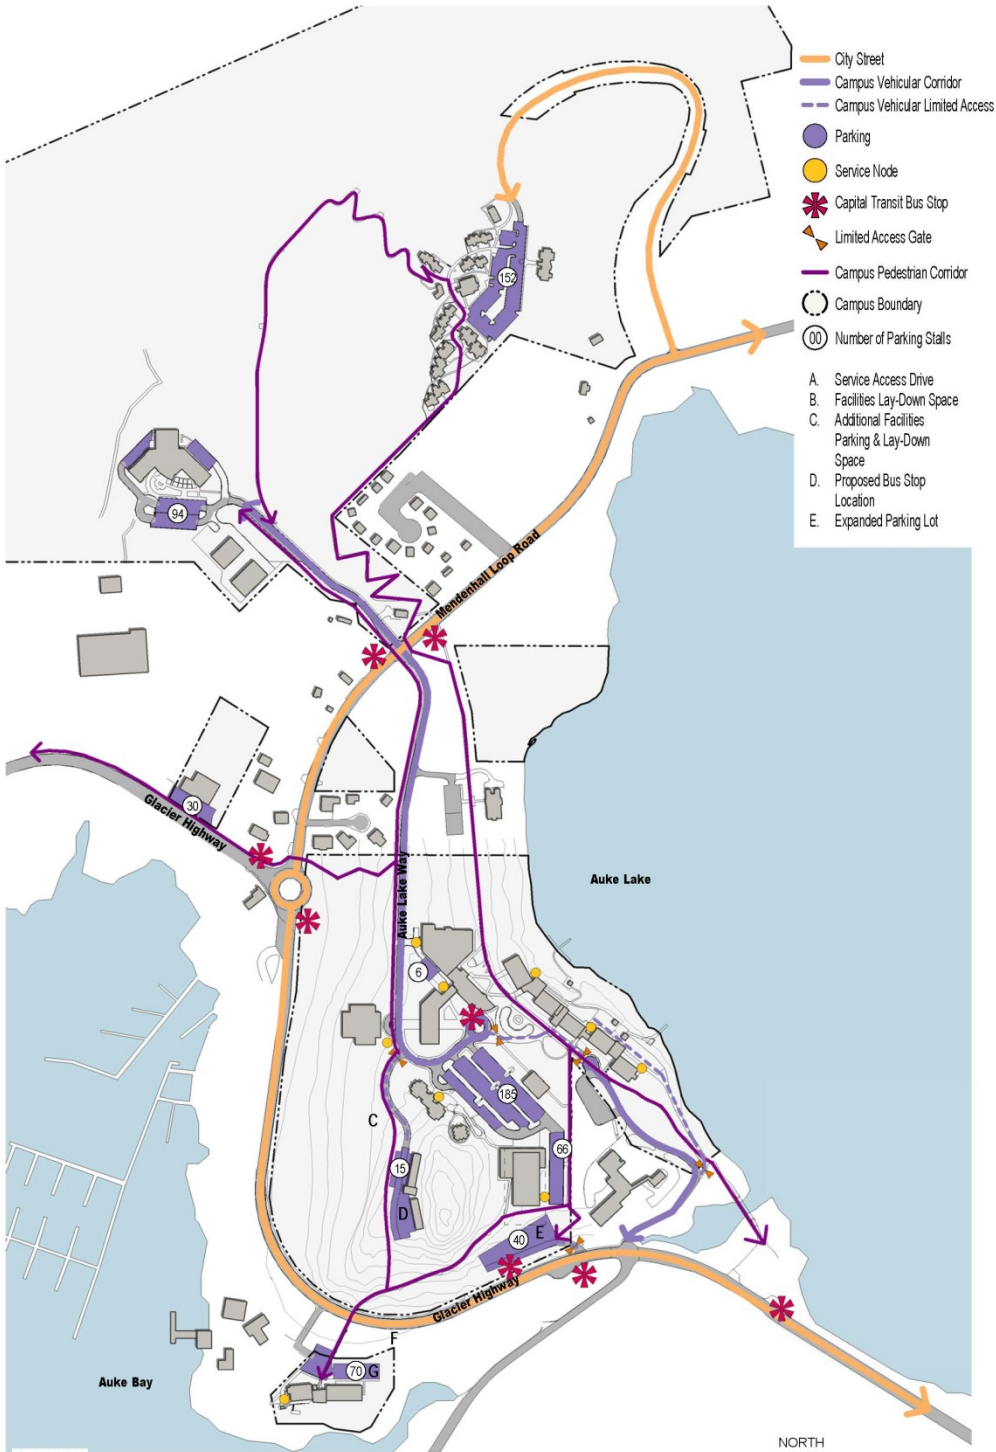 City Street
Campus Vehicular Corridor
Campus Vehicular Limited Access
Parking
Service Node
Capital Transit Bus Stop
Limited Access Gate
Campus Pedestrian Corridor
Campus Boundary
00 Number of Parking Stalls
A. Service Access Drive
B. Facilities Lay-Down Space
C. Additional Facilities
Parking & Lay-Down
Space
D. Proposed Bus Stop
Location
E. Expanded Parking Lot
152
94
Mendenhall Loop Road
30
Glacier Highway
Auke Lake
Auke Lake Way
6
185
C
66
15
D
E
40
Glacier Highway
F
70 G
Auke Bay
NORTH